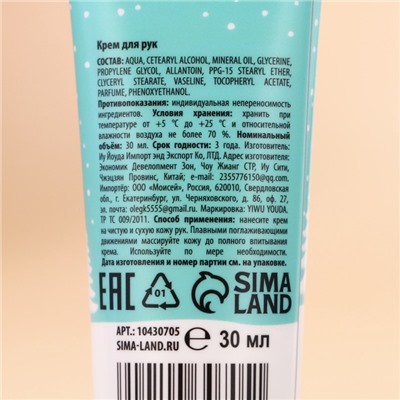 Крем для рук
СОСТАВ: AQUA, CETEARYL ALCOHOL, MINERAL OIL, GLYCERINE,
PROPYLENE GLYCOL, ALLANTOIN, PPG-15 STEARYL ETHER,
GLYCERYL STEARATE, VASELINE, TOCOPHERYL ACETATE,
PARFUME, PHENOXYETHANOL.
Противопоказания: индивидуальная непереносимость
ингредиентов. Условия хранения: хранить при
температуре от +5 °С до +25 °С и относительной
влажности воздуха не более 70 %. Номинальный
объём: 30 мл. Срок годности: 3 года. Изготовитель:
Иу Йоуда Имп энд Экспорт Ко, ЛТД. Адрес изготовителя:
Экономик Девелопмент Зон, Оу Жоу Жианг СТР, Иу Сити,
Чжэцзян Провинс, Китай. E-mail: 2355776150@qq.com.
Импортёр: ООО «Моисей», Россия, 620010, Свердловская
обл., г. Екатеринбург, ул. Черняховского, д. 86, оф. 27,
e-mail: olegk5555@gmail.com. Маркировка: YIWU YOUDA.
ТР ТС 009/2011. Способ применения: нанесите крем
на чистую и сухую кожу рук. Плавными поглаживающими
движениями массируйте кожу до полного впитывания
крема. Используйте по мере необходимости.
Дата изготовления и номер партии см. на упаковке.
EAC
01
SIMA
LAND
АРТ.: 10430705
SIMA-LAND.RU
30 МЛ